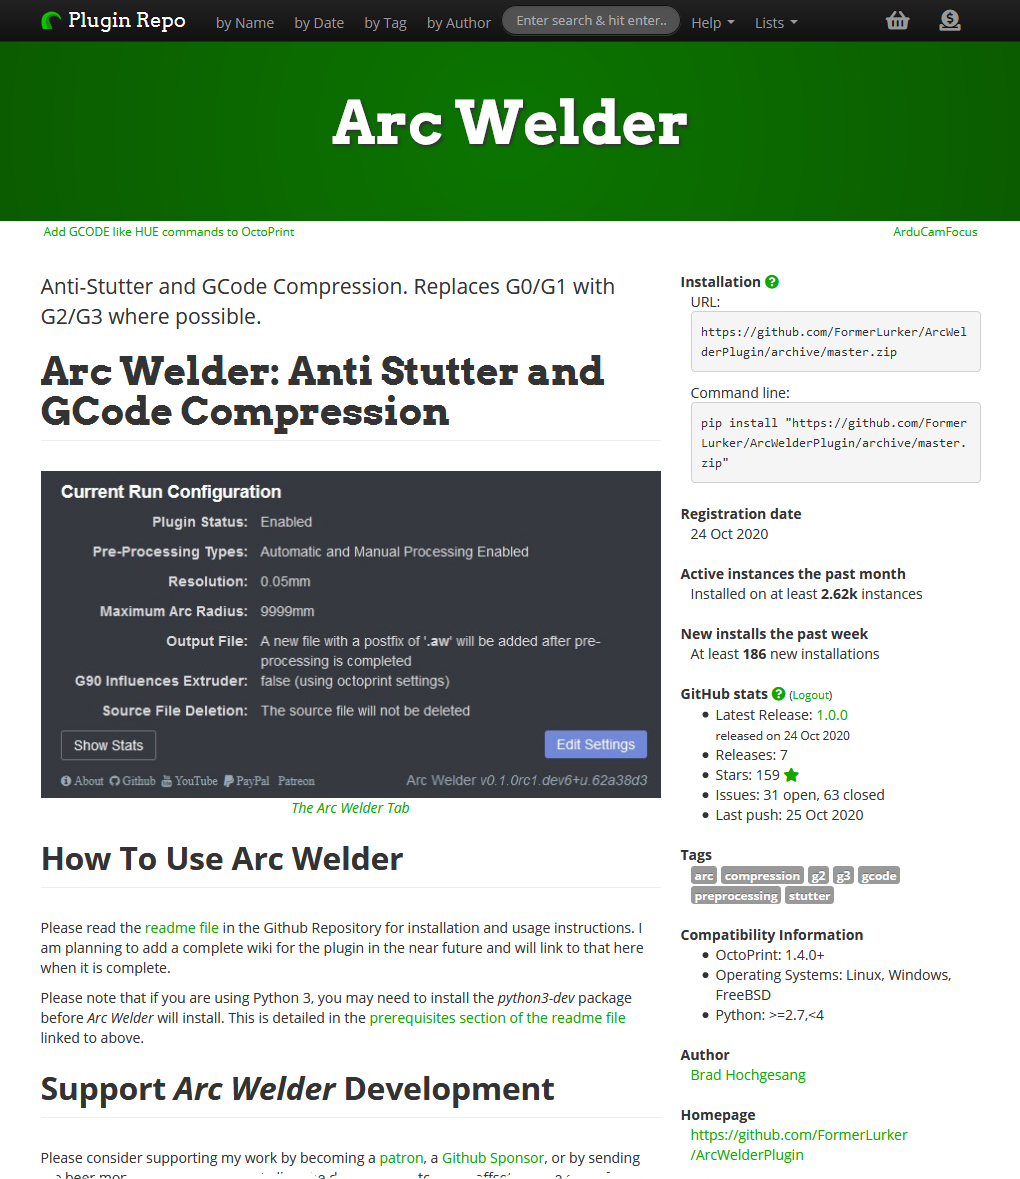 Plugin Repo by Name by Date by Tag by Author Enter search & hit enter.. Help Lists
Arc Welder
Add GCODE like HUE commands to OctoPrint
ArduCamFocus
Anti-Stutter and GCode Compression. Replaces G0/G1 with
G2/G3 where possible.
Arc Welder: Anti Stutter and
GCode Compression
Current Run Configuration
Plugin Status: Enabled
Pre-Processing Types: Automatic and Manual Processing Enabled
Resolution: 0.05mm
Maximum Arc Radius: 9999mm
Output File: A new file with a postfix of '.aw' will be added after pre-
processing is completed
G90 Influences Extruder: false (using octoprint settings)
Source File Deletion: The source file will not be deleted
Show Stats
Edit Settings
About Github YouTube PayPal Patreon
Arc Welder v0.1.0rc1.dev6+u.62a38d3
The Arc Welder Tab
How To Use Arc Welder
Please read the readme file in the Github Repository for installation and usage instructions. I
am planning to add a complete wiki for the plugin in the near future and will link to that here
when it is complete.
Please note that if you are using Python 3, you may need to install the python3-dev package
before Arc Welder will install. This is detailed in the prerequisites section of the readme file
linked to above.
Support Arc Welder Development
Please consider supporting my work by becoming a patron, a Github Sponsor, or by sending
Installation
URL:
https://github.com/FormerLurker/ArcWel
derPlugin/archive/master.zip
Command line:
pip install "https://github.com/Former
Lurker/ArcWelderPlugin/archive/master.
zip"
Registration date
24 Oct 2020
Active instances the past month
Installed on at least 2.62k instances
New installs the past week
At least 186 new installations
GitHub stats (Logout)
Latest Release: 1.0.0
released on 24 Oct 2020
Releases: 7
Stars: 159
Issues: 31 open, 63 closed
Last push: 25 Oct 2020
Tags
arc compression g2 g3 gcode
preprocessing stutter
Compatibility Information
OctoPrint: 1.4.0+
Operating Systems: Linux, Windows,
FreeBSD
Python: >=2.7,<4
Author
Brad Hochgesang
Homepage
https://github.com/FormerLurker
/ArcWelderPlugin